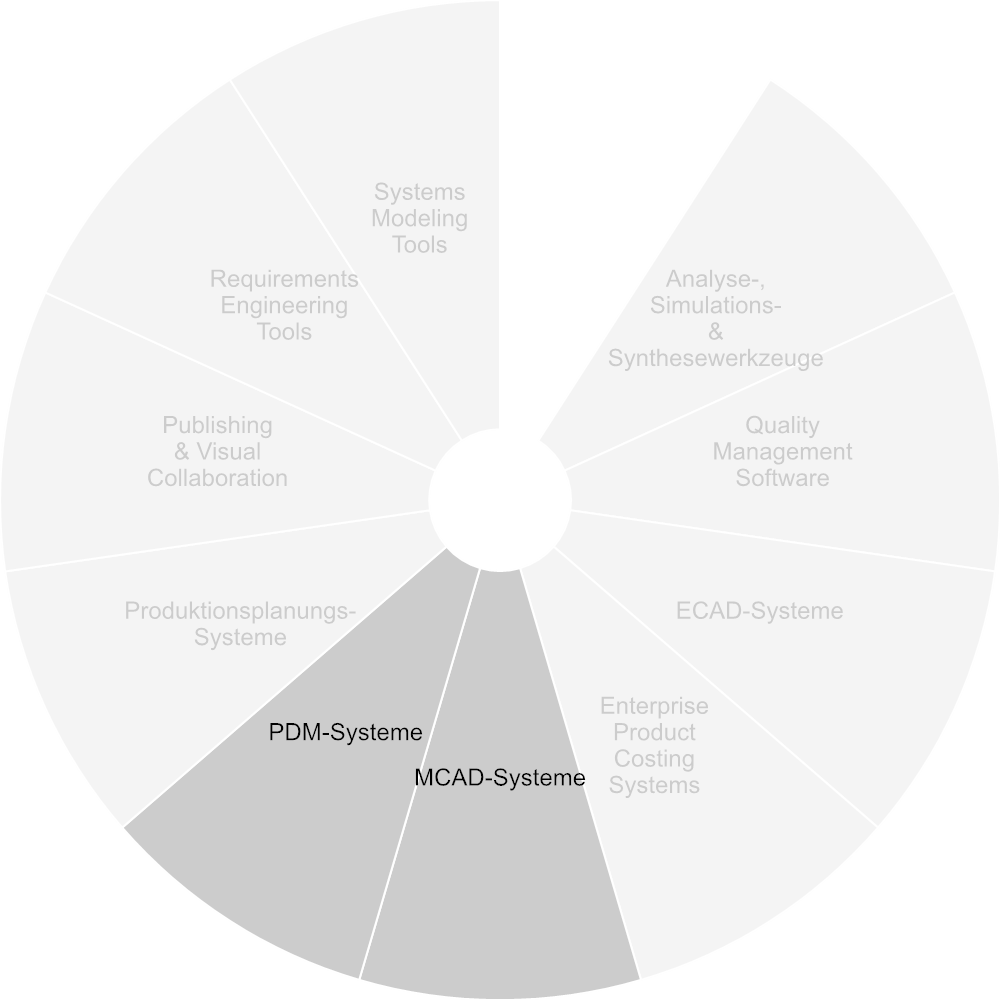 Systems
Modeling
Tools
Requirements
Engineering
Tools
Analyse-,
Simulations-
&
Synthesewerkzeuge
Publishing
& Visual
Collaboration
Quality
Management
Software
Produktionsplanungs-
Systeme
ECAD-Systeme
PDM-Systeme
MCAD-Systeme
Enterprise
Product
Costing
Systems